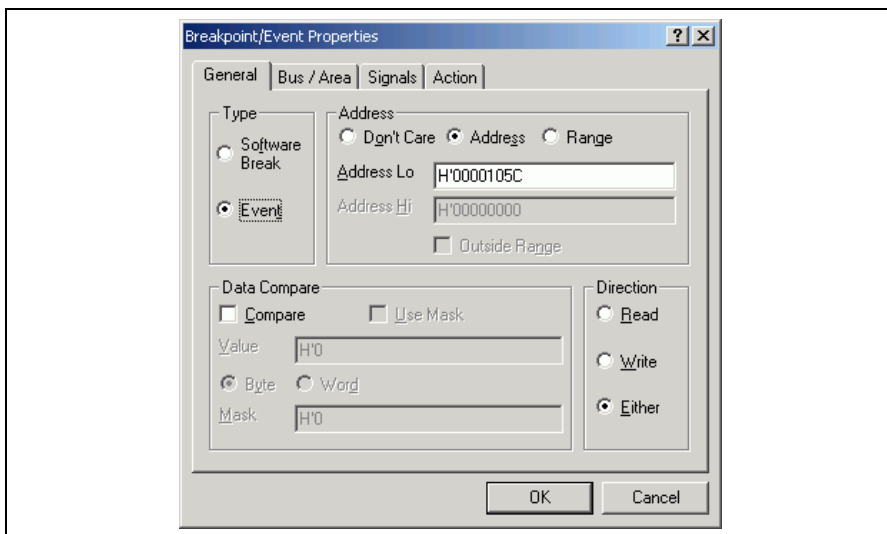 Breakpoint/Event Properties
General Bus / Area Signals Action
Type
Software
Break
Event
Address
Don't Care Address Range
Address Lo H'0000105C
Address Hi H'00000000
Outside Range
Data Compare
Compare Use Mask
Value H'0
Byte Word
Mask H'0
Direction
Read
Write
Either
OK Cancel